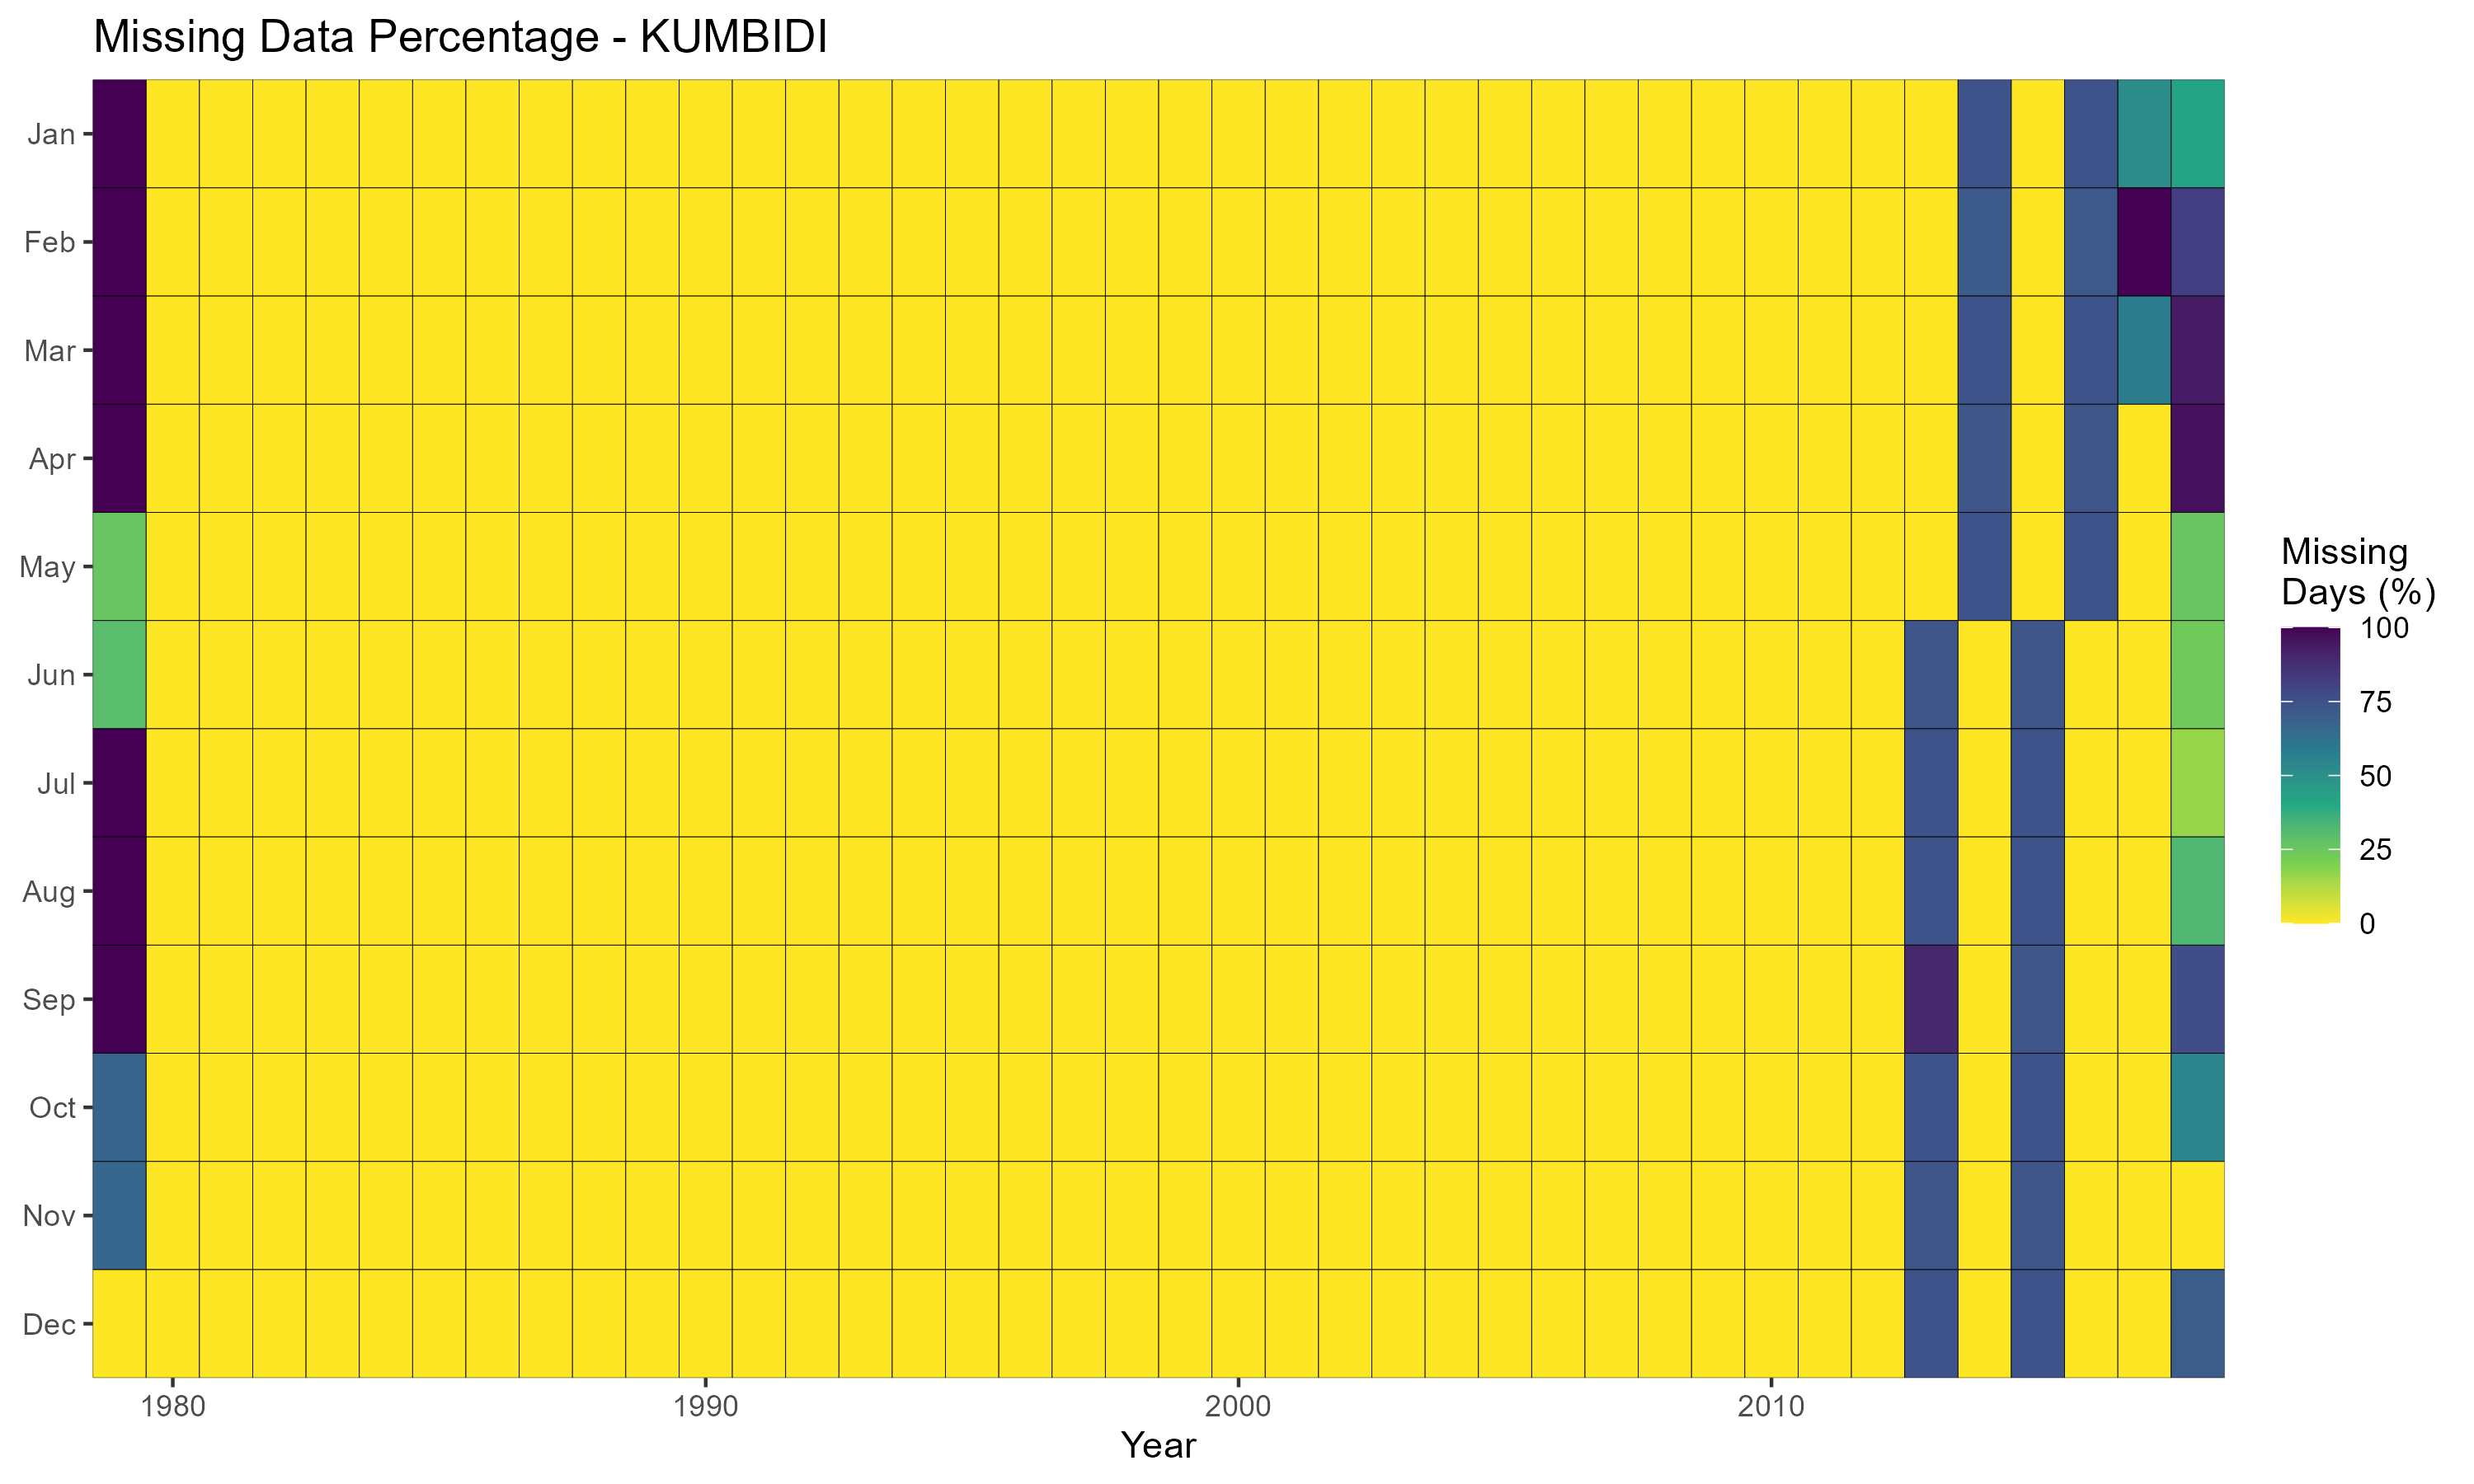 Missing Data Percentage - KUMBIDI
Jan
Feb
Mar
Apr
May
Jun
Jul
Aug
Sep
Oct
Nov
Dec
1980 1990 2000 2010
Year
Missing
Days (%)
100
75
50
25
0